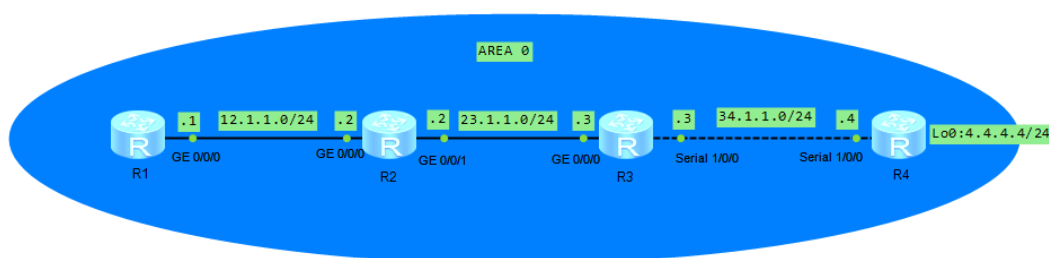 AREA 0
.1
12.1.1.0/24
.2
.2
23.1.1.0/24
.3
.3
34.1.1.0/24
.4
Lo0:4.4.4.4/24
R
R
R
R
GE 0/0/0
GE 0/0/0
GE 0/0/1
GE 0/0/0
Serial 1/0/0
Serial 1/0/0
R1
R2
R3
R4